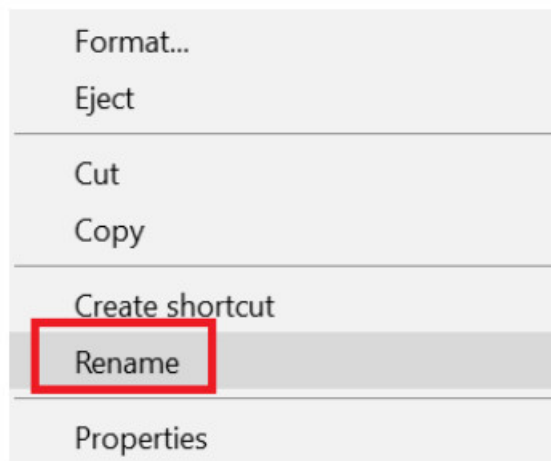 Format...
Eject
Cut
Copy
Create shortcut
Rename
Properties